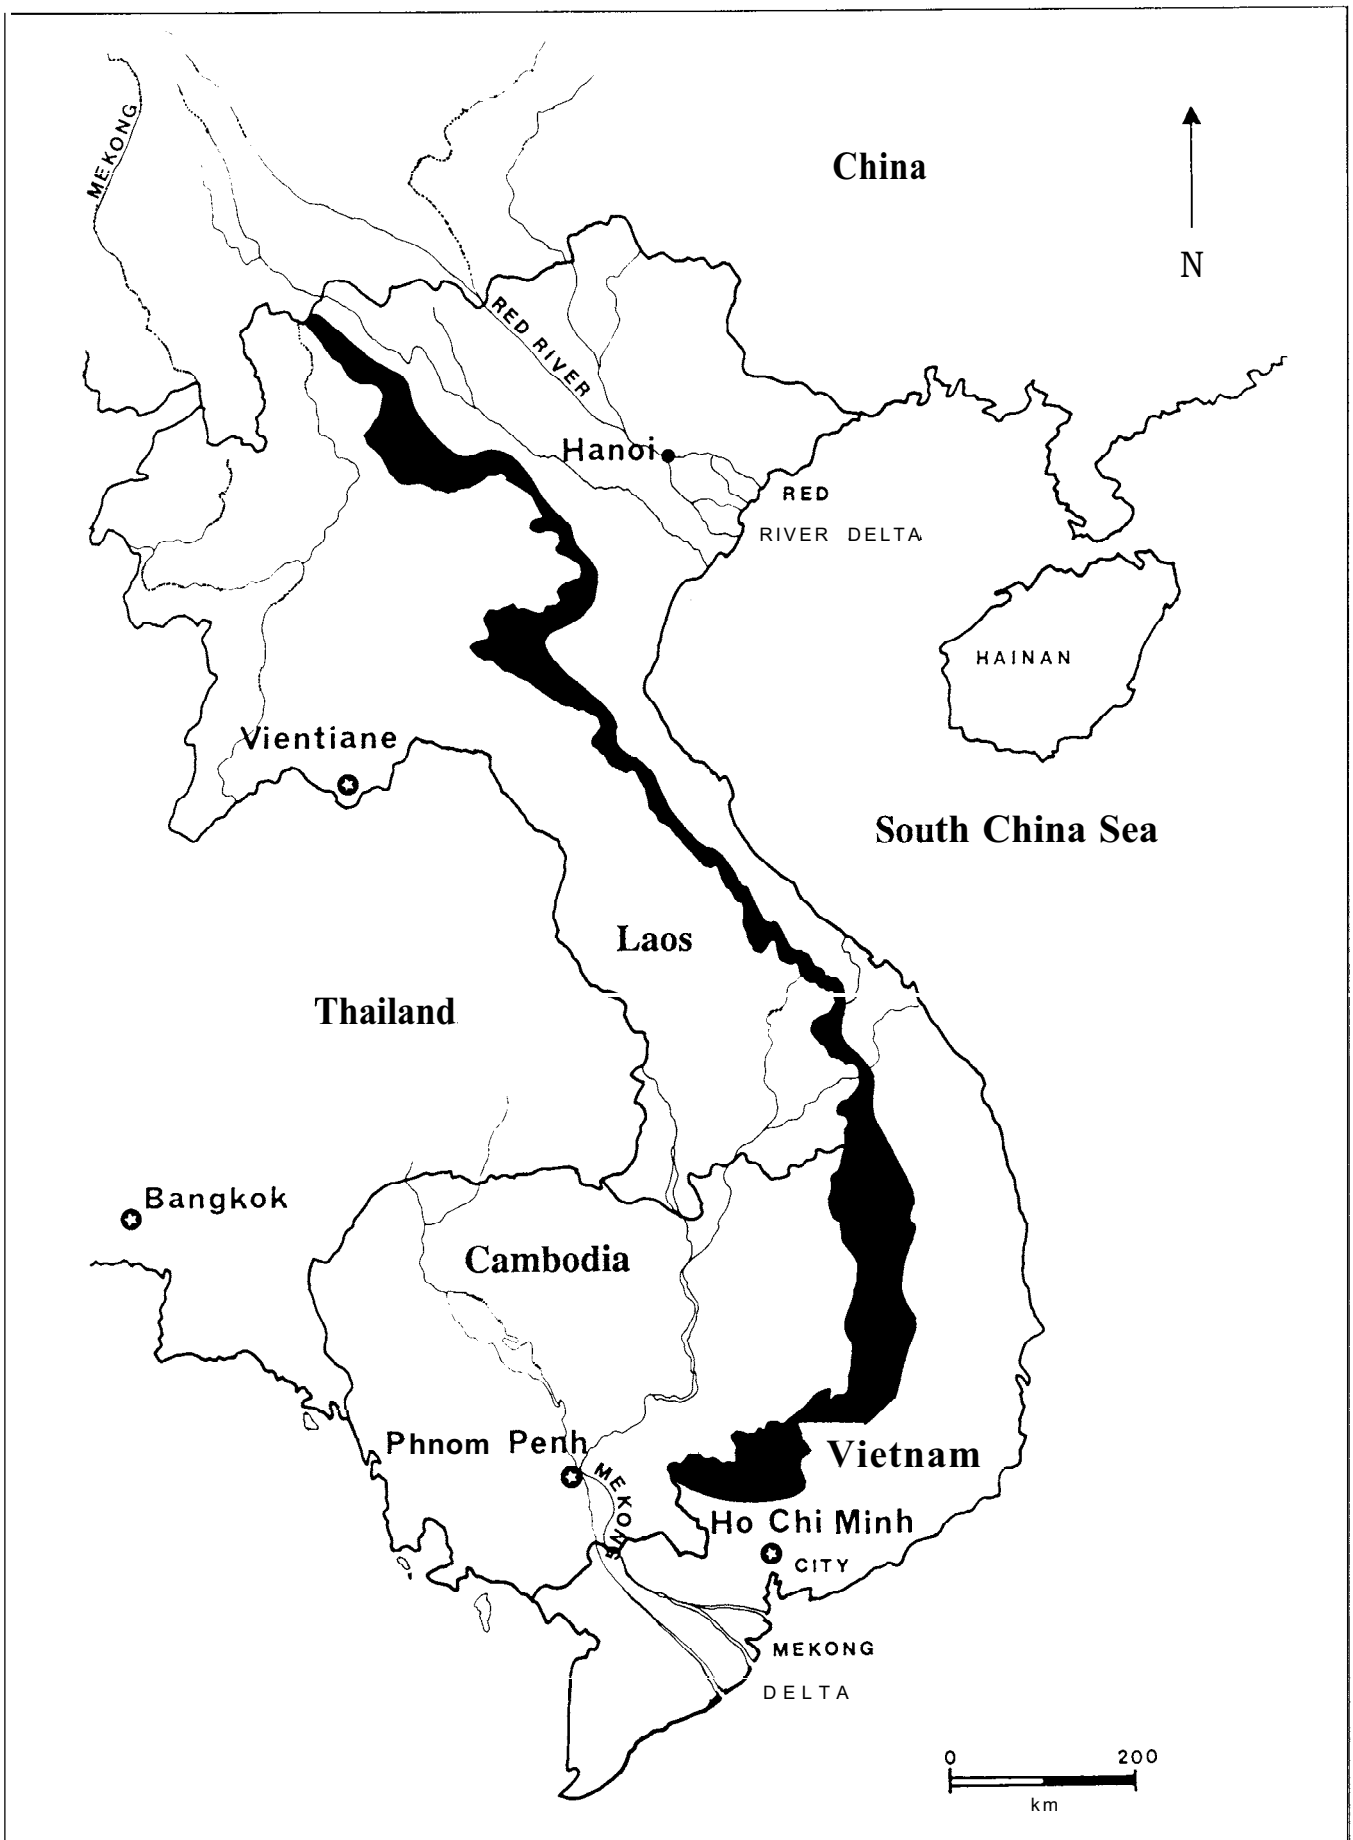 MEKONG
China
N
RED RIVER
Hanoi
RED
RIVER DELTA
HAINAN
Vientiane
South China Sea
Laos
Thailand
Bangkok
Cambodia
Phnom Penh
MEKONG
Vietnam
Ho Chi Minh
CITY
MEKONG
DELTA
0 200
km